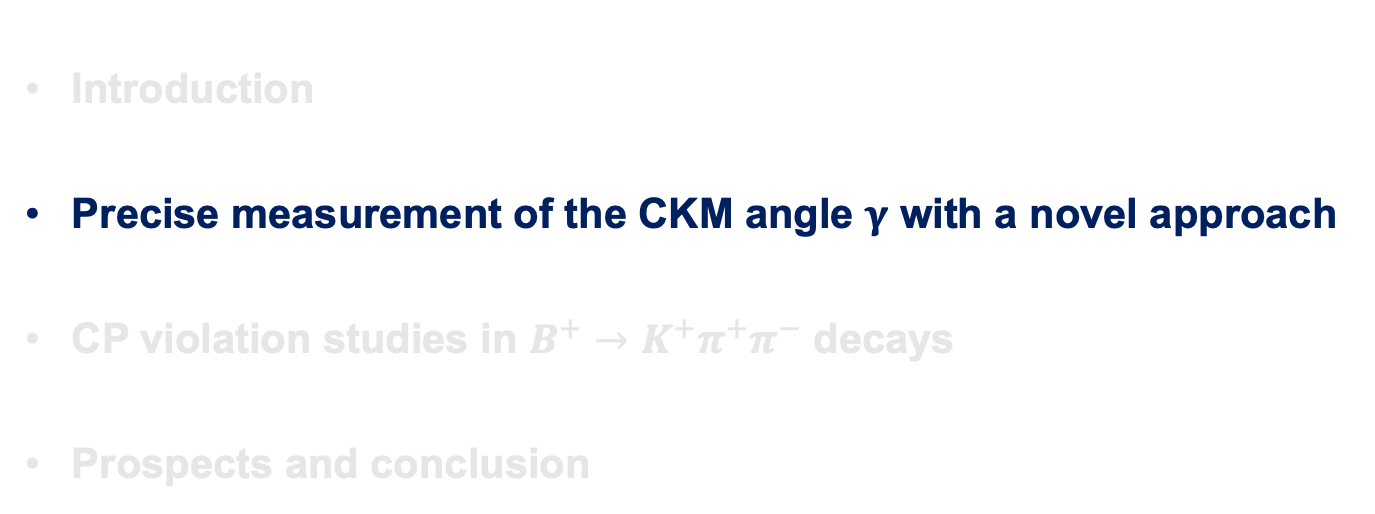 • Introduction
• Precise measurement of the CKM angle γ with a novel approach
• CP violation studies in B⁺ → K⁺π⁺π⁻ decays
• Prospects and conclusion